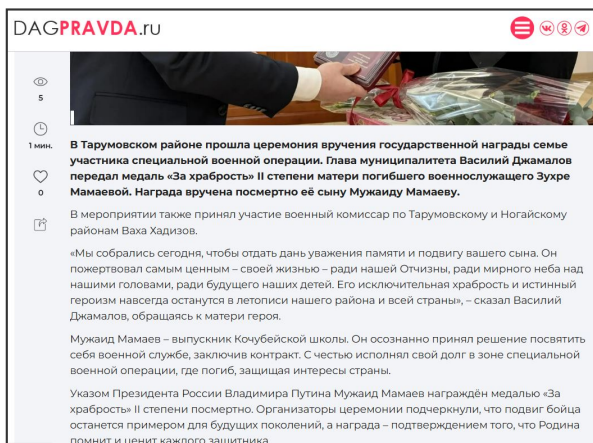 DAGPRAVDA.ru
5
1 мин.
0
В Тарумовском районе прошла церемония вручения государственной награды семье
участника специальной военной операции. Глава муниципалитета Василий Джамалов
передал медаль «За храбрость» II степени матери погибшего военнослужащего Зухре
Мамаевой. Награда вручена посмертно её сыну Мужаиду Мамаеву.
В мероприятии также принял участие военный комиссар по Тарумовскому и Ногайскому
районам Ваха Хадизов.
«Мы собрались сегодня, чтобы отдать дань уважения памяти и подвигу вашего сына. Он
пожертвовал самым ценным – своей жизнью – ради нашей Отчизны, ради мирного неба над
нашими головами, ради будущего наших детей. Его исключительная храбрость и истинный
героизм навсегда останутся в летописи нашего района и всей страны», – сказал Василий
Джамалов, обращаясь к матери героя.
Мужаид Мамаев – выпускник Кочубейской школы. Он осознанно принял решение посвятить
себя военной службе, заключив контракт. С честью исполнял свой долг в зоне специальной
военной операции, где погиб, защищая интересы страны.
Указом Президента России Владимира Путина Мужаид Мамаев награждён медалью «За
храбрость» II степени посмертно. Организаторы церемонии подчеркнули, что подвиг бойца
останется примером для будущих поколений, а награда – подтверждением того, что Родина
помнит и ценит каждого защитника.